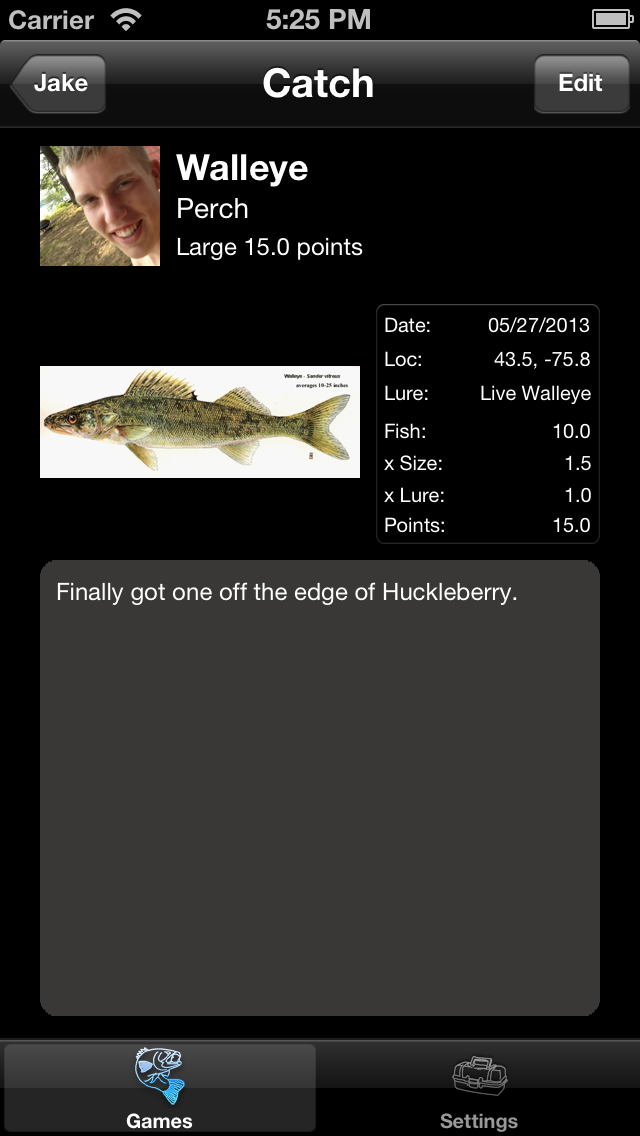 Carrier 5:25 PM
Jake Catch Edit
Walleye
Perch
Large 15.0 points
Date: 05/27/2013
Loc: 43.5, -75.8
Lure: Live Walleye
Fish: 10.0
x Size: 1.5
x Lure: 1.0
Points: 15.0
Walleye - Sander vitreus
averages 10-25 inches
Finally got one off the edge of Huckleberry.
Games Settings